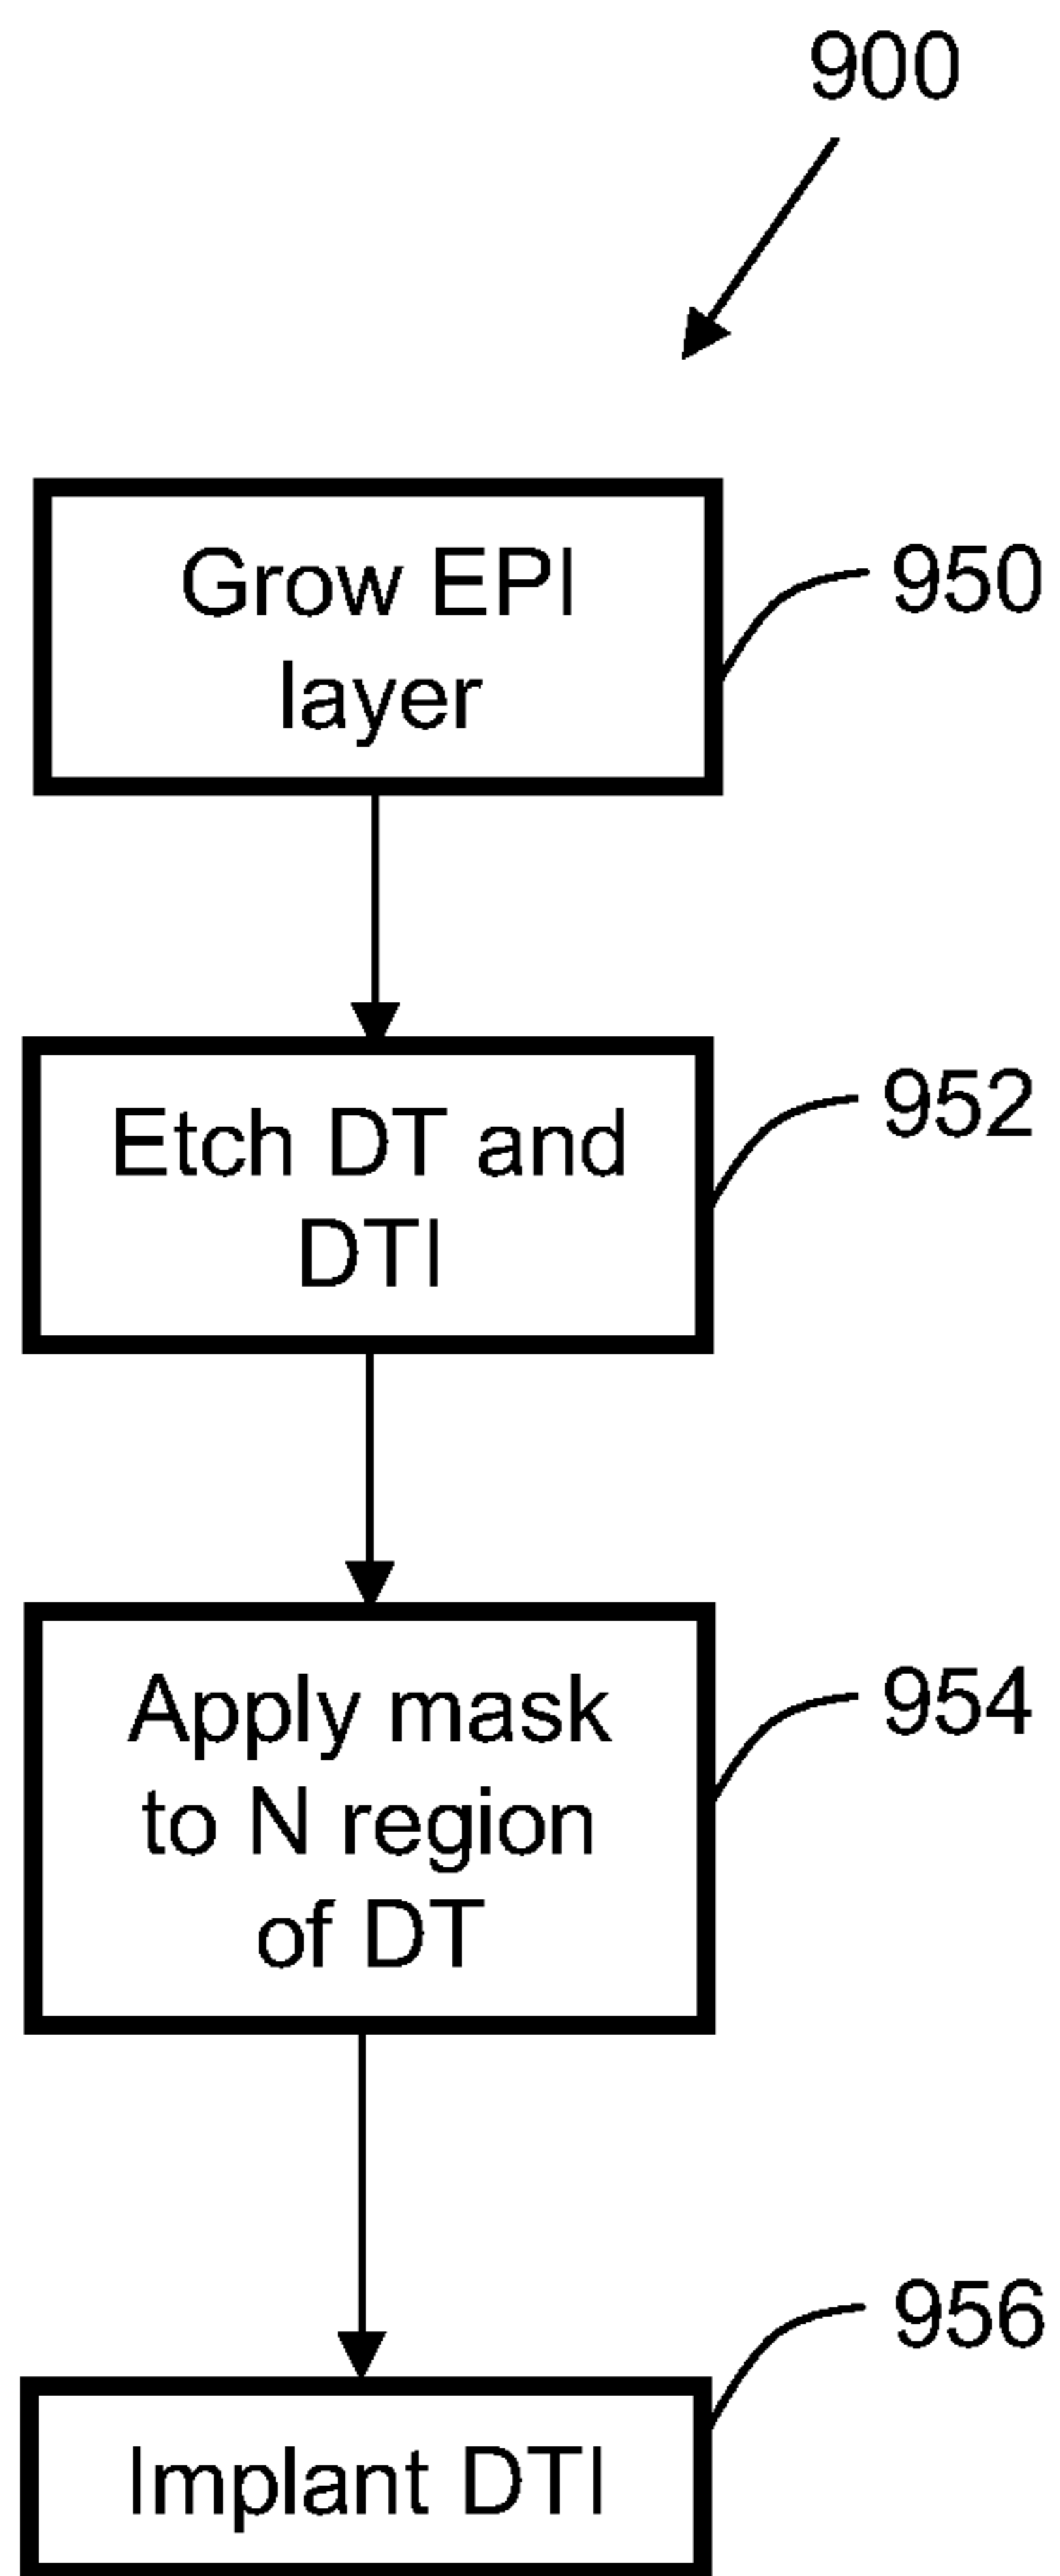 900
Grow EPI
layer
950
Etch DT and
DTI
952
Apply mask
to N region
of DT
954
Implant DTI
956